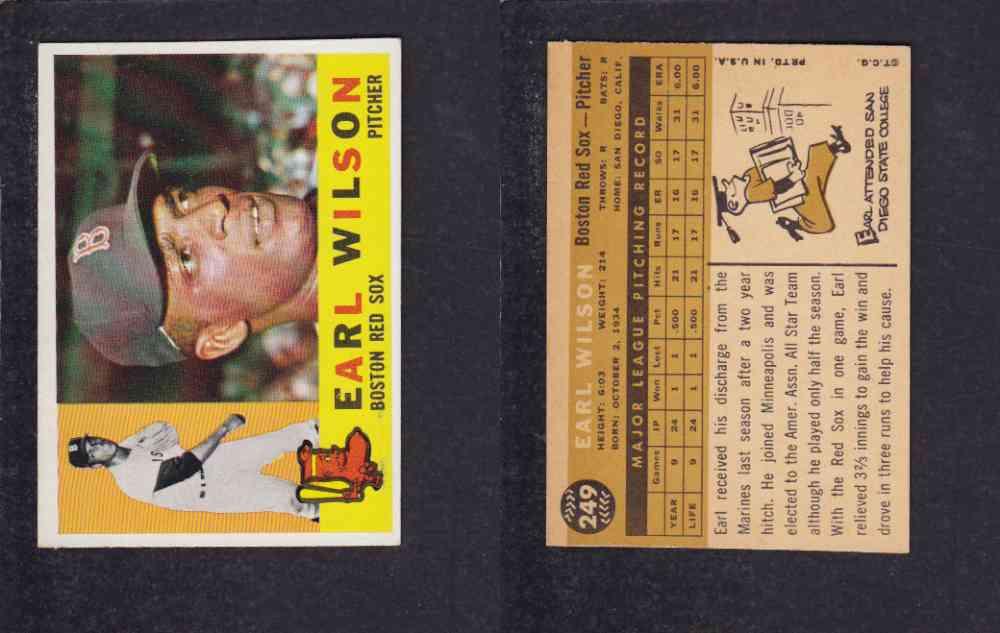 B
EARL WILSON
BOSTON RED SOX PITCHER
249
EARL WILSON Boston Red Sox—Pitcher
HEIGHT: 6:03 WEIGHT: 214 THROWS: R BATS: R
BORN: OCTOBER 2, 1934 HOME: SAN DIEGO, CALIF.
MAJOR LEAGUE PITCHING RECORD
Games IP Won Lost Pct Hits Runs ER SO Walks ERA
YEAR 9 24 1 1 .500 21 17 16 17 31 6.00
LIFE 9 24 1 1 .500 21 17 16 17 31 6.00
Earl received his discharge from the
Marines last season after a two year
hitch. He joined Minneapolis and was
elected to the Amer. Assn. All Star Team
although he played only half the season.
With the Red Sox in one game, Earl
relieved 3⅔ innings to gain the win and
drove in three runs to help his cause.
EARL ATTENDED SAN
DIEGO STATE COLLEGE
©T.C.G. PRTD. IN U.S.A.